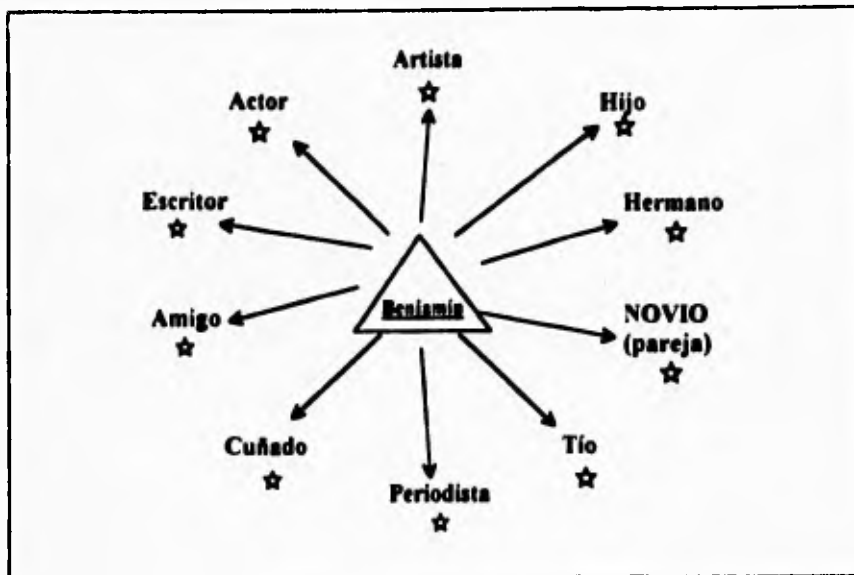 Artista
Actor
Hijo
Escritor
Hermano
Benjamín
Amigo
NOVIO
(pareja)
Cuñado
Tío
Periodista